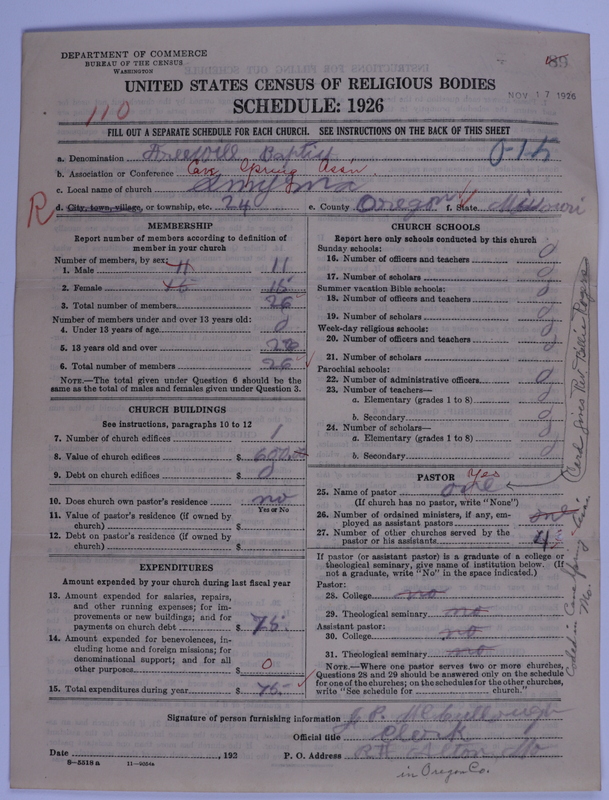 DEPARTMENT OF COMMERCE
BUREAU OF THE CENSUS
WASHINGTON
NOV 17 1926
UNITED STATES CENSUS OF RELIGIOUS BODIES
SCHEDULE: 1926
110
FILL OUT A SEPARATE SCHEDULE FOR EACH CHURCH. SEE INSTRUCTIONS ON THE BACK OF THIS SHEET
a. Denomination Freewill Baptist
b. Association or Conference Cave Spring Assn.
c. Local name of church Smyrna
R d. City, town, village, or township, etc. 24 e. County Oregon f. State Missouri
MEMBERSHIP
Report number of members according to definition of member in your church
Number of members, by sex:
1. Male 11 11
2. Female 15 15
3. Total number of members 26
Number of members under and over 13 years old:
4. Under 13 years of age 0
5. 13 years old and over 26
6. Total number of members 26
NOTE.—The total given under Question 6 should be the
same as the total of males and females given under Question 3.
CHURCH BUILDINGS
See instructions, paragraphs 10 to 12
7. Number of church edifices 1
8. Value of church edifices $ 600.00
9. Debt on church edifices $ 0
10. Does church own pastor's residence no
Yes or No
11. Value of pastor's residence (if owned by
church) $
12. Debt on pastor's residence (if owned by
church) $
EXPENDITURES
Amount expended by your church during last fiscal year
13. Amount expended for salaries, repairs,
and other running expenses; for im-
provements or new buildings; and for
payments on church debt $ 75.
14. Amount expended for benevolences, in-
cluding home and foreign missions; for
denominational support; and for all
other purposes $ 0
15. Total expenditures during year $ 75.
CHURCH SCHOOLS
Report here only schools conducted by this church
Sunday schools:
16. Number of officers and teachers 0
17. Number of scholars 0
Summer vacation Bible schools:
18. Number of officers and teachers 0
19. Number of scholars 0
Week-day religious schools:
20. Number of officers and teachers 0
21. Number of scholars 0
Parochial schools:
22. Number of administrative officers 0
23. Number of teachers—
a. Elementary (grades 1 to 8) 0
b. Secondary 0
24. Number of scholars—
a. Elementary (grades 1 to 8) 0
b. Secondary 0
PASTOR
yes
25. Name of pastor one
(If church has no pastor, write "None")
26. Number of ordained ministers, if any, em-
ployed as assistant pastors no
27. Number of other churches served by the
pastor or his assistants 4
If pastor (or assistant pastor) is a graduate of a college or
theological seminary, give name of institution below. (If
not a graduate, write "No" in the space indicated.)
Pastor:
28. College no
29. Theological seminary no
Assistant pastor:
30. College no
31. Theological seminary no
NOTE.—Where one pastor serves two or more churches,
Questions 28 and 29 should be answered only on the schedule
for one of the churches; on the schedules for the other churches,
write "See schedule for church."
Signature of person furnishing information J. P. McCullough
Official title Clerk
Date , 192 P. O. Address Alton, Mo
8—5518 a 11—9054a
in Oregon Co.